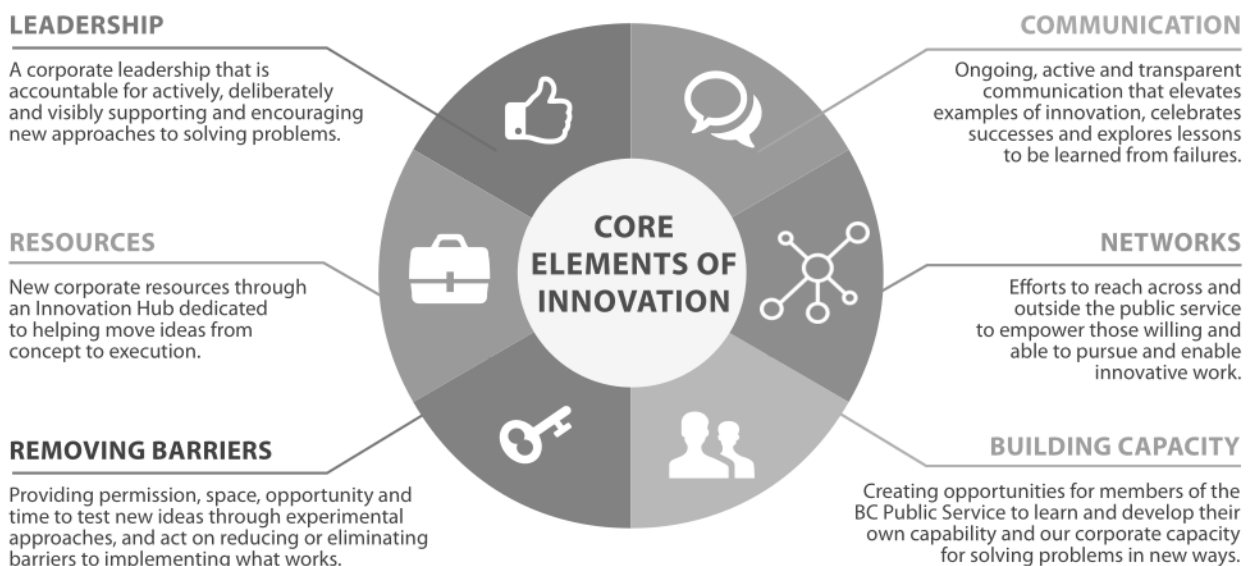 LEADERSHIP
A corporate leadership that is
accountable for actively, deliberately
and visibly supporting and encouraging
new approaches to solving problems.
RESOURCES
New corporate resources through
an Innovation Hub dedicated
to helping move ideas from
concept to execution.
REMOVING BARRIERS
Providing permission, space, opportunity and
time to test new ideas through experimental
approaches, and act on reducing or eliminating
barriers to implementing what works.
CORE
ELEMENTS OF
INNOVATION
COMMUNICATION
Ongoing, active and transparent
communication that elevates
examples of innovation, celebrates
successes and explores lessons
to be learned from failures.
NETWORKS
Efforts to reach across and
outside the public service
to empower those willing and
able to pursue and enable
innovative work.
BUILDING CAPACITY
Creating opportunities for members of the
BC Public Service to learn and develop their
own capability and our corporate capacity
for solving problems in new ways.